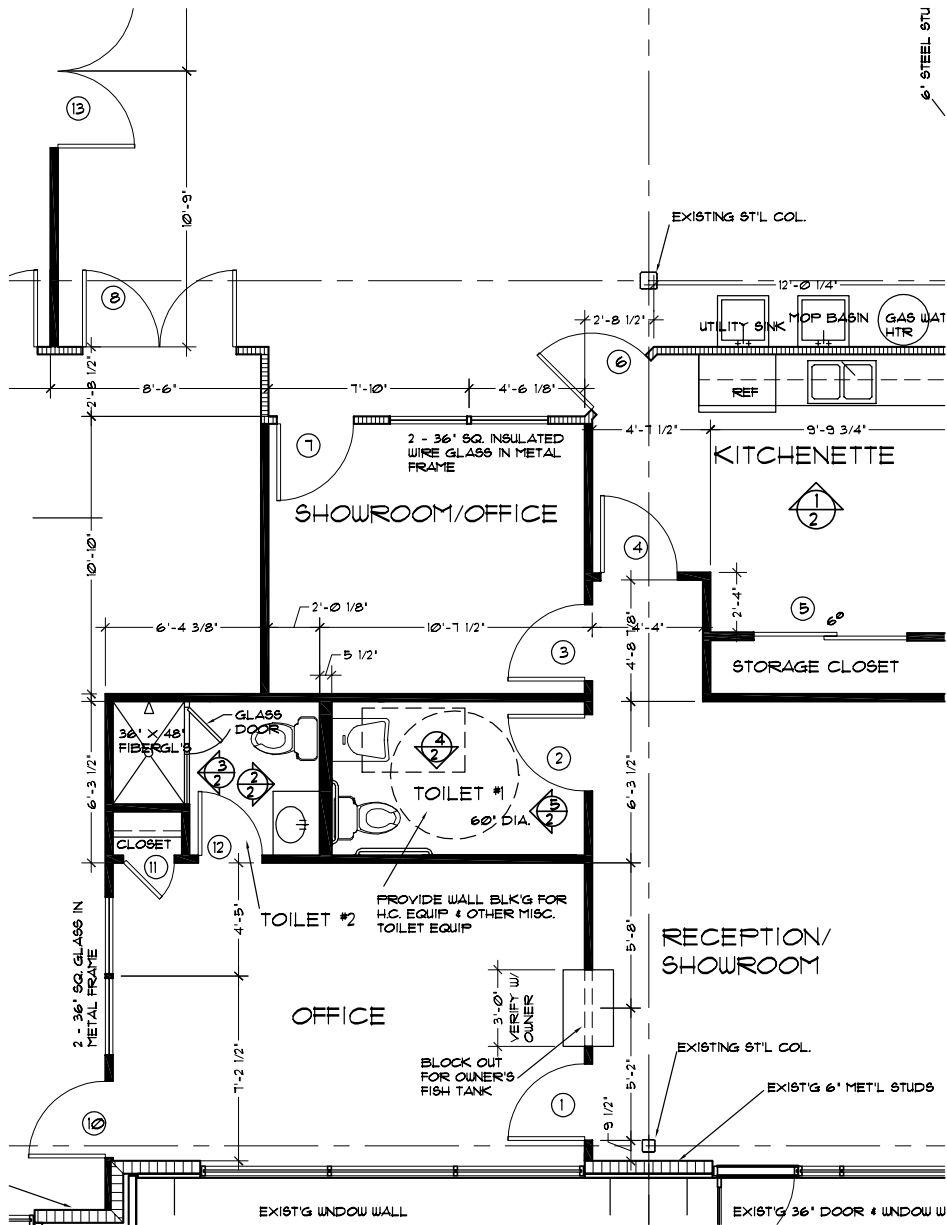 6" STEEL STU
13
10'-9"
EXISTING ST'L COL.
12'-0 1/4"
8
2'-8 1/2"
UTILITY SINK
MOP BASIN
GAS WAT
HTR
6
2'-8 1/2"
8'-6"
7'-10"
4'-6 1/8"
REF
7
2 - 36" SQ. INSULATED
WIRE GLASS IN METAL
FRAME
4'-7 1/2"
9'-9 3/4"
KITCHENETTE
1
2
SHOWROOM/OFFICE
4
10'-10"
2'-0 1/8"
2'-4"
5
6⁰
6'-4 3/8"
10'-7 1/2"
4'-4"
4'-8 7/8"
3
5 1/2"
STORAGE CLOSET
GLASS
DOOR
36" X 48"
FIBERGL'S
4
2
2
3
2
2
2
6'-3 1/2"
6'-3 1/2"
TOILET #1
60" DIA.
5
2
CLOSET
11
12
TOILET #2
PROVIDE WALL BLK'G FOR
H.C. EQUIP & OTHER MISC.
TOILET EQUIP
4'-5"
5'-8"
RECEPTION/
SHOWROOM
2 - 36" SQ. GLASS IN
METAL FRAME
OFFICE
3'-0"
VERIFY W/
OWNER
7'-2 1/2"
BLOCK OUT
FOR OWNER'S
FISH TANK
5'-2"
EXISTING ST'L COL.
EXIST'G 6" MET'L STUDS
1
9 1/2"
10
EXIST'G WNDOW WALL
EXIST'G 36" DOOR & WNDOW W